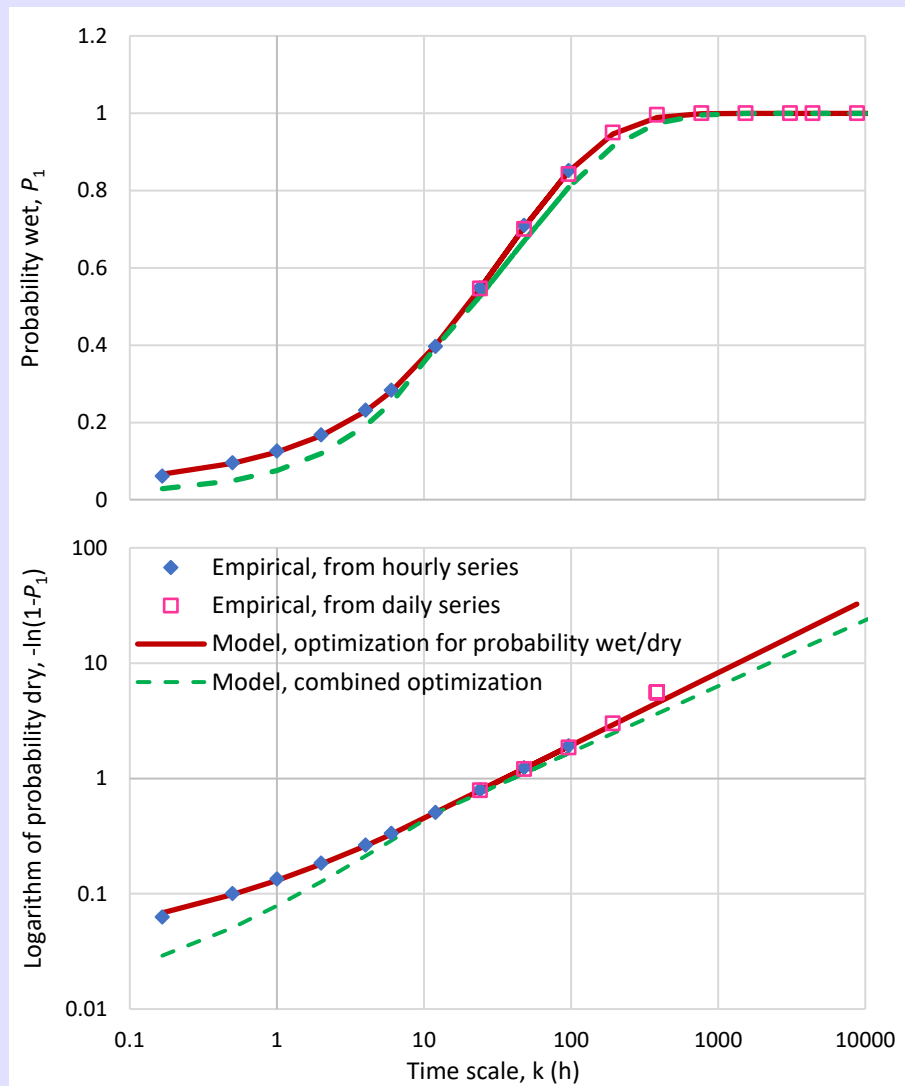 1.2
1
0.8
0.6
0.4
0.2
0
Probability wet, P₁
100
10
1
0.1
0.01
Logarithm of probability dry, -ln(1-P₁)
Empirical, from hourly series
Empirical, from daily series
Model, optimization for probability wet/dry
Model, combined optimization
0.1 1 10 100 1000 10000
Time scale, k (h)